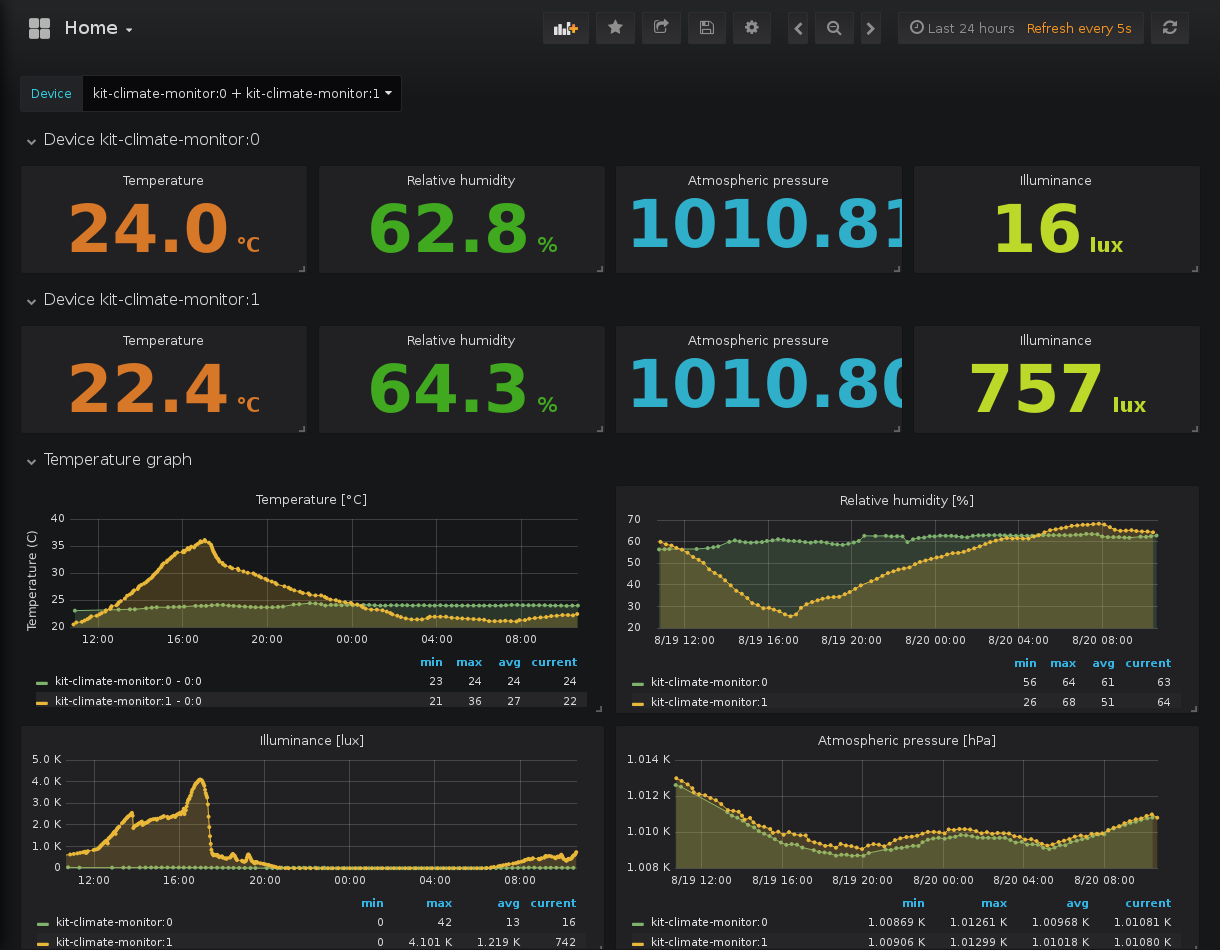 Home
Last 24 hours Refresh every 5s
Device kit-climate-monitor:0 + kit-climate-monitor:1
Device kit-climate-monitor:0
Temperature Relative humidity Atmospheric pressure Illuminance
24.0 °C 62.8 % 1010.81 16 lux
Device kit-climate-monitor:1
Temperature Relative humidity Atmospheric pressure Illuminance
22.4 °C 64.3 % 1010.80 757 lux
Temperature graph
Temperature [°C]
Temperature (C)
40
35
30
25
20
12:00 16:00 20:00 00:00 04:00 08:00
min max avg current
kit-climate-monitor:0 - 0:0 23 24 24 24
kit-climate-monitor:1 - 0:0 21 36 27 22
Relative humidity [%]
70
60
50
40
30
20
8/19 12:00 8/19 16:00 8/19 20:00 8/20 00:00 8/20 04:00 8/20 08:00
min max avg current
kit-climate-monitor:0 56 64 61 63
kit-climate-monitor:1 26 68 51 64
Illuminance [lux]
5.0 K
4.0 K
3.0 K
2.0 K
1.0 K
0
12:00 16:00 20:00 00:00 04:00 08:00
min max avg current
kit-climate-monitor:0 0 42 13 16
kit-climate-monitor:1 0 4.101 K 1.219 K 742
Atmospheric pressure [hPa]
1.014 K
1.012 K
1.010 K
1.008 K
8/19 12:00 8/19 16:00 8/19 20:00 8/20 00:00 8/20 04:00 8/20 08:00
min max avg current
kit-climate-monitor:0 1.00869 K 1.01261 K 1.00968 K 1.01081 K
kit-climate-monitor:1 1.00906 K 1.01299 K 1.01018 K 1.01080 K